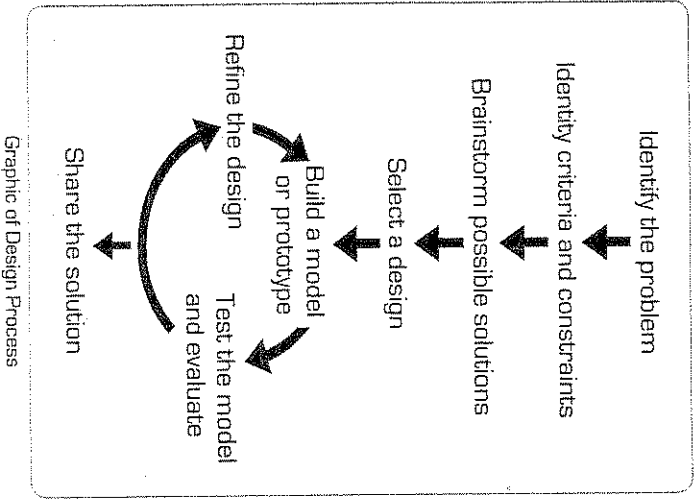 Identify the problem
Identity criteria and constraints
Brainstorm possible solutions
Select a design
Build a model
or prototype
Test the model
and evaluate
Refine the design
Share the solution
Graphic of Design Process